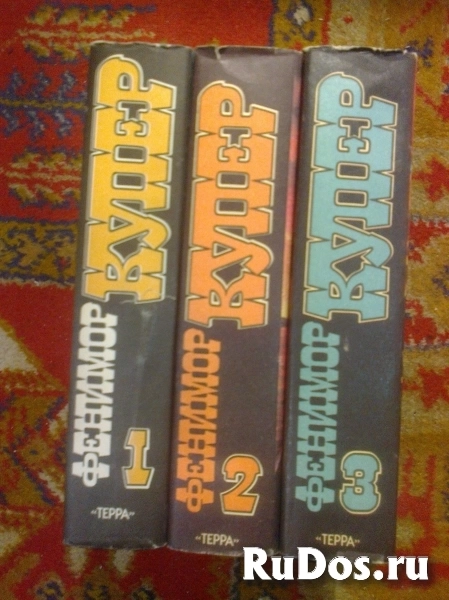 ФЕНИМОР КУПЕР
1
"ТЕРРА"
ФЕНИМОР КУПЕР
2
"ТЕРРА"
ФЕНИМОР КУПЕР
3
"ТЕРРА"
RuDos.ru